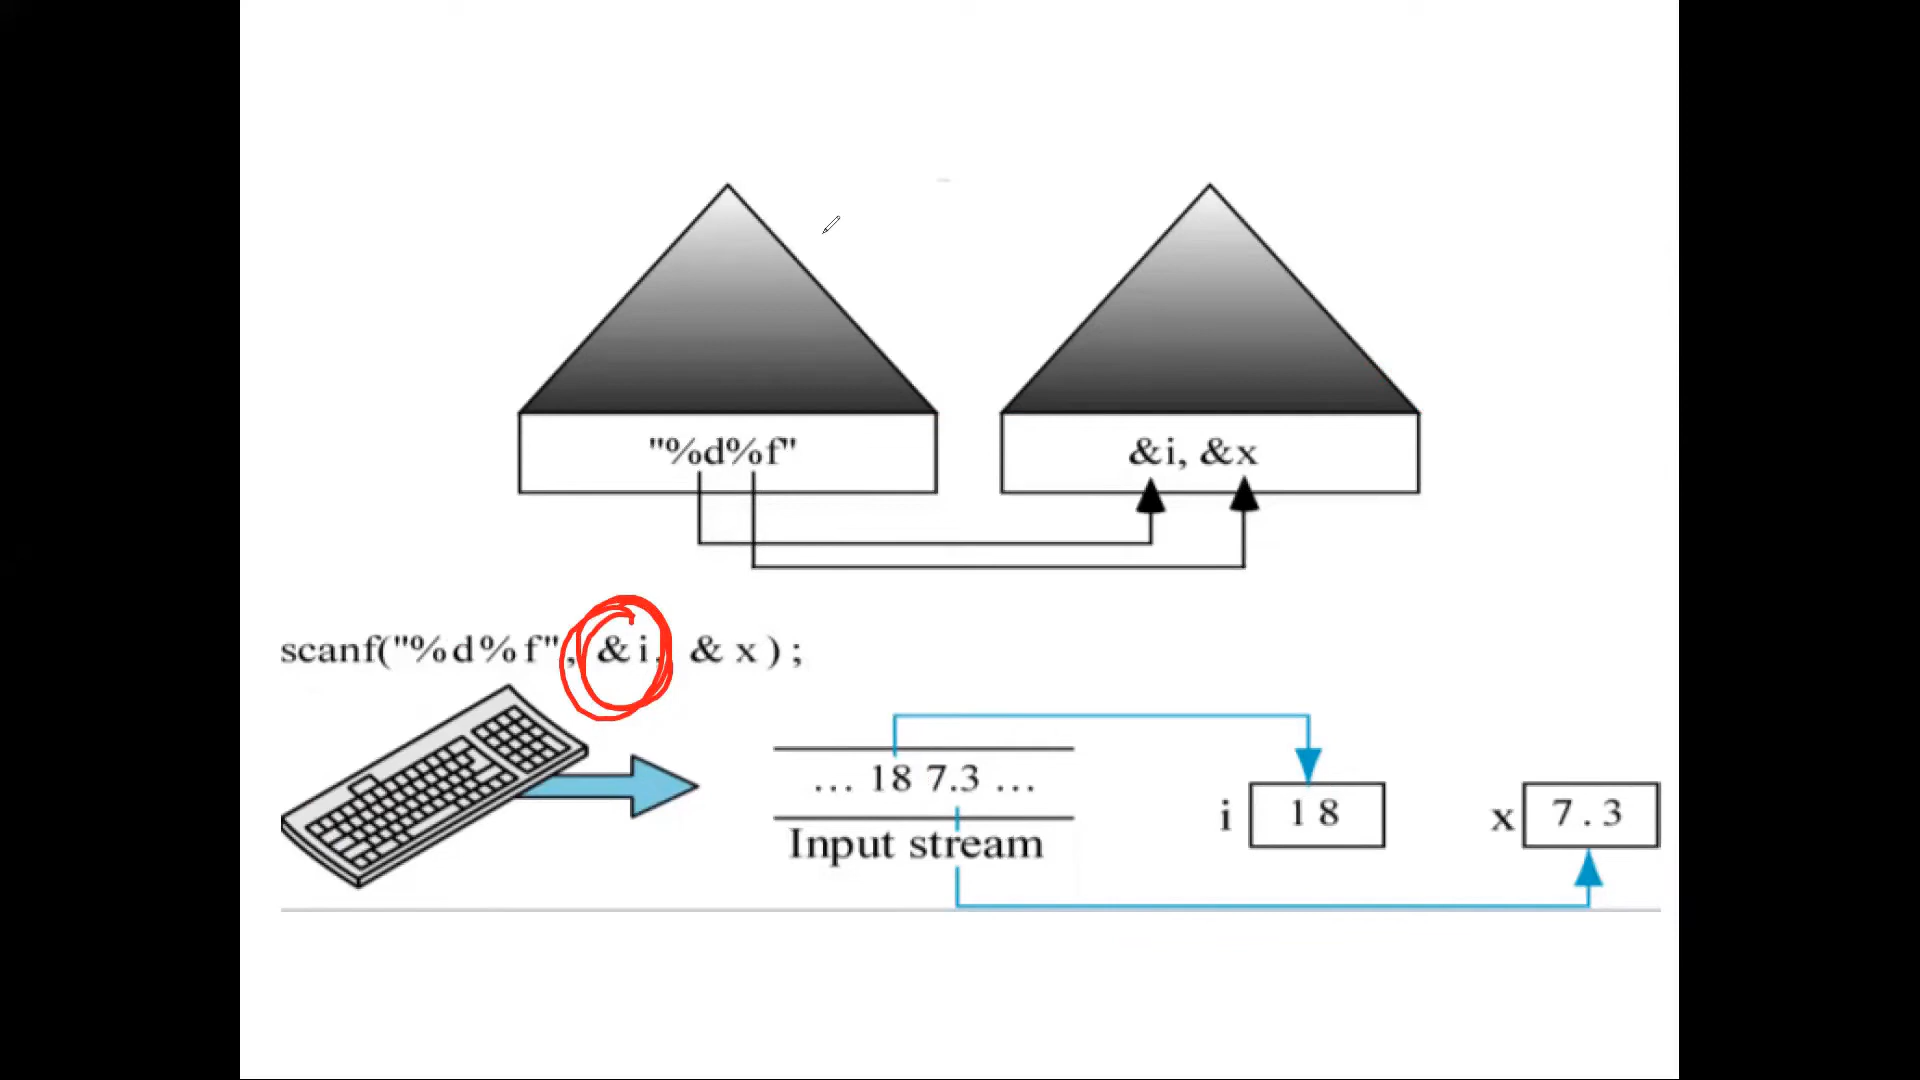 "%d%f"
&i, &x
scanf("%d%f", &i, &x);
... 18 7.3 ...
Input stream
i 18
x 7.3